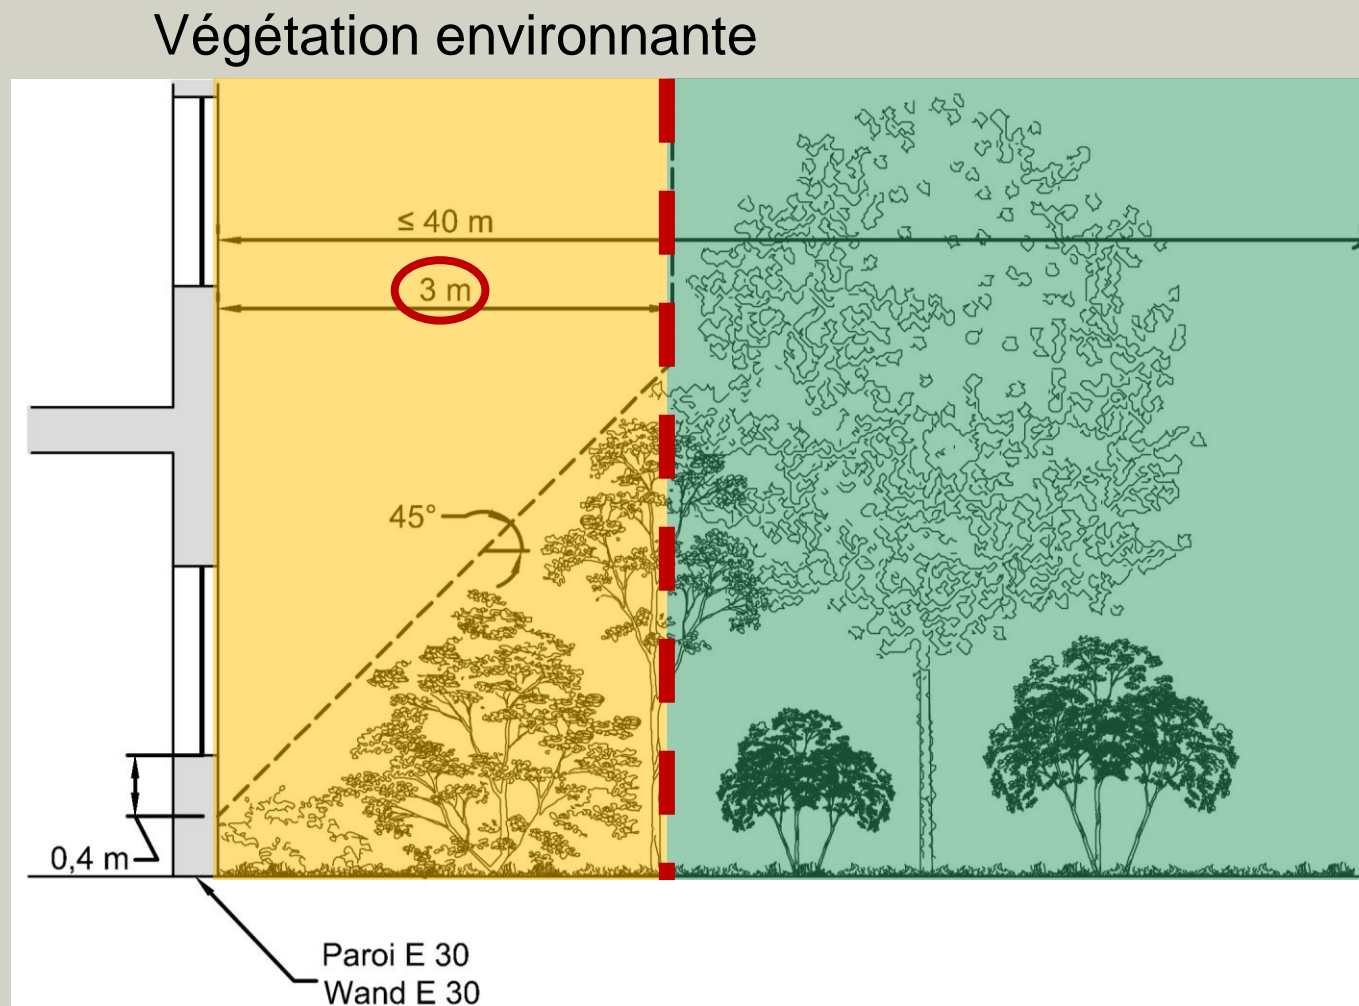 Végétation environnante
≤ 40 m
3 m
45°
0,4 m
Paroi E 30
Wand E 30